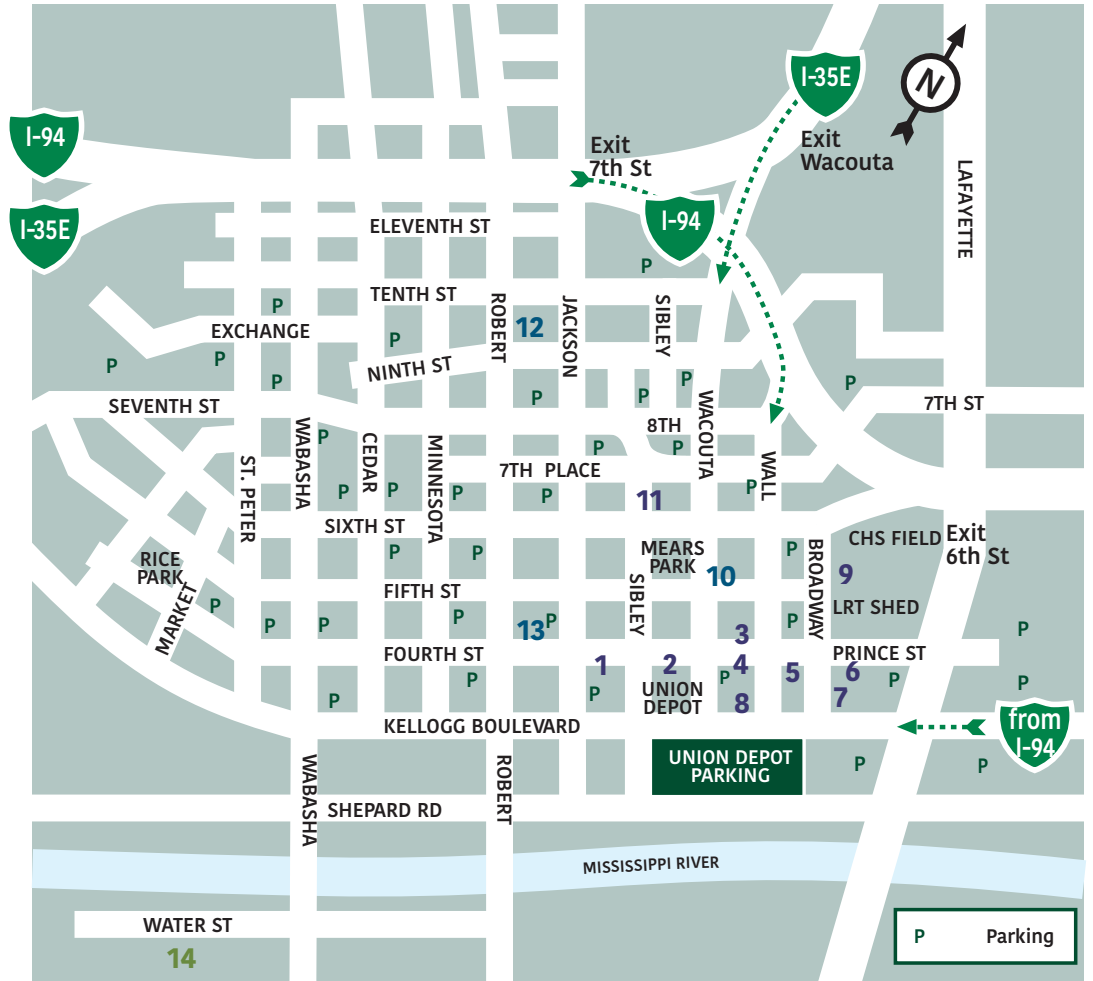 I-35E
N
I-94
Exit
7th St
Exit
Wacouta
I-35E
I-94
LAFAYETTE
ELEVENTH ST
P
TENTH ST
ROBERT
JACKSON
SIBLEY
P
12
EXCHANGE
P
P
P
NINTH ST
P
P
P
P
P
SEVENTH ST
7TH ST
WACOUTA
8TH
WABASHA
P
CEDAR
MINNESOTA
P
P
WALL
ST. PETER
7TH PLACE
P
P
P
P
P
11
SIXTH ST
CHS FIELD
Exit
6th St
RICE
PARK
P
P
MEARS
PARK
P
BROADWAY
10
9
SIBLEY
MARKET
FIFTH ST
P
LRT SHED
P
P
P
13
P
P
3
P
FOURTH ST
PRINCE ST
1
2
4
5
6
P
P
P
P
P
UNION
DEPOT
P
8
7
P
KELLOGG BOULEVARD
from
I-94
WABASHA
ROBERT
UNION DEPOT
PARKING
P
P
SHEPARD RD
MISSISSIPPI RIVER
WATER ST
14
P Parking